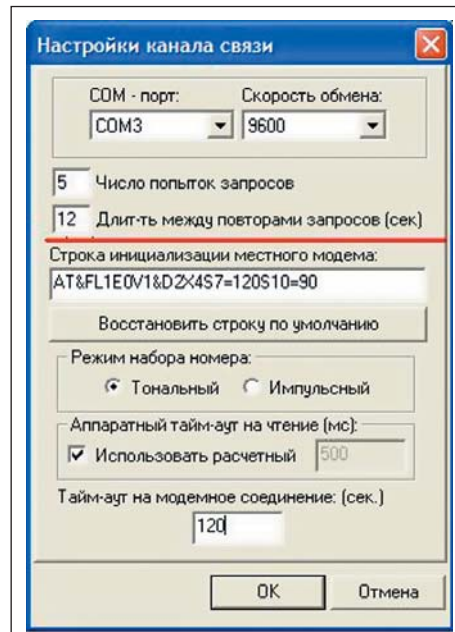 Настройки канала связи
COM - порт: Скорость обмена:
COM3 9600
5 Число попыток запросов
12 Длит-ть между повторами запросов (сек)
Строка инициализации местного модема:
AT&FL1E0V1&D2X4S7=120S10=90
Восстановить строку по умолчанию
Режим набора номера:
Тональный Импульсный
Аппаратный тайм-аут на чтение (мс):
Использовать расчетный 500
Тайм-аут на модемное соединение: (сек.)
120
OK Отмена